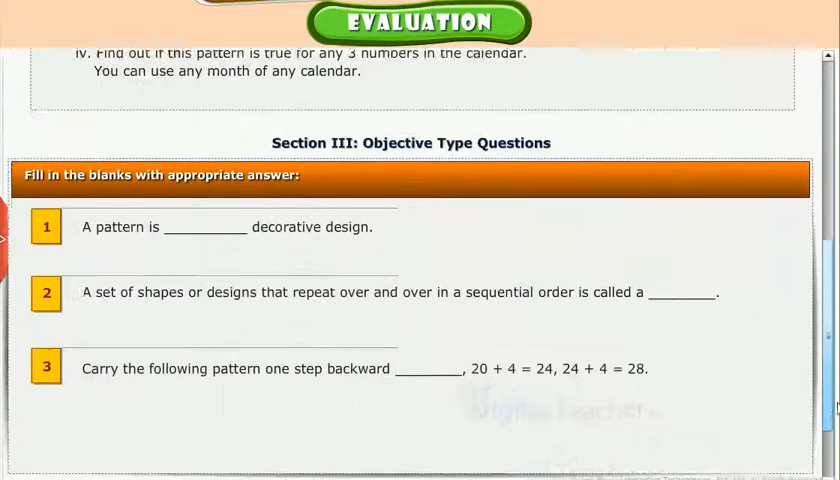 EVALUATION
iv. Find out if this pattern is true for any 3 numbers in the calendar.
You can use any month of any calendar.
Section III: Objective Type Questions
Fill in the blanks with appropriate answer:
1 A pattern is __________ decorative design.
2 A set of shapes or designs that repeat over and over in a sequential order is called a ________.
3 Carry the following pattern one step backward ________, 20 + 4 = 24, 24 + 4 = 28.